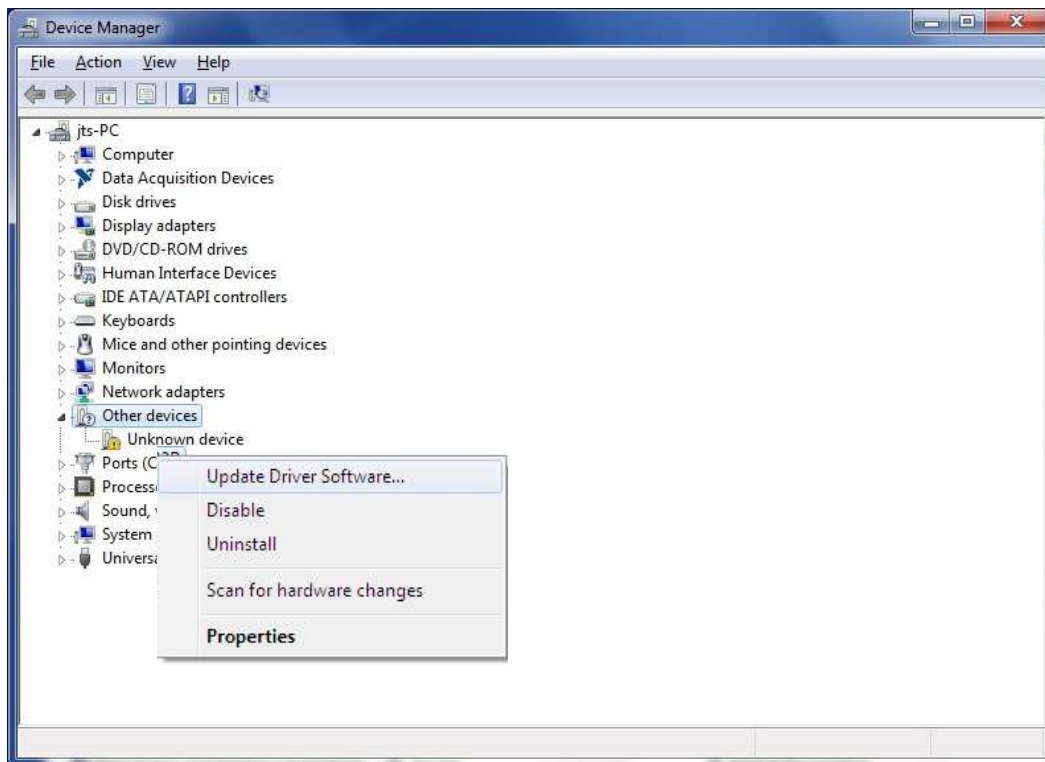 Device Manager
File Action View Help
jts-PC
Computer
Data Acquisition Devices
Disk drives
Display adapters
DVD/CD-ROM drives
Human Interface Devices
IDE ATA/ATAPI controllers
Keyboards
Mice and other pointing devices
Monitors
Network adapters
Other devices
Unknown device
Ports (C
Update Driver Software...
Process
Sound,
Disable
System
Uninstall
Universa
Scan for hardware changes
Properties